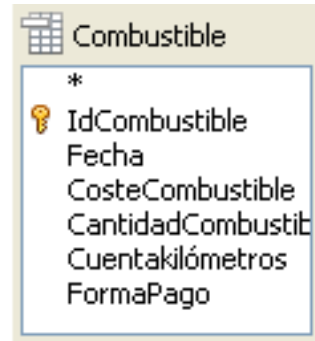 Combustible
*
IdCombustible
Fecha
CosteCombustible
CantidadCombustib
Cuentakilómetros
FormaPago